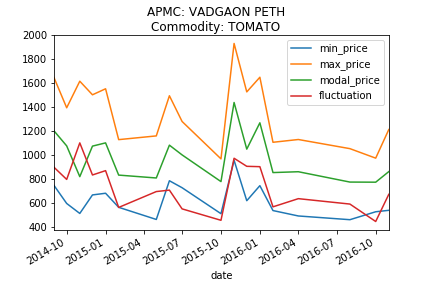 APMC: VADGAON PETH
Commodity: TOMATO
2000
1800
1600
1400
1200
1000
800
600
400
min_price
max_price
modal_price
fluctuation
2014-10
2015-01
2015-04
2015-07
2015-10
2016-01
2016-04
2016-07
2016-10
date